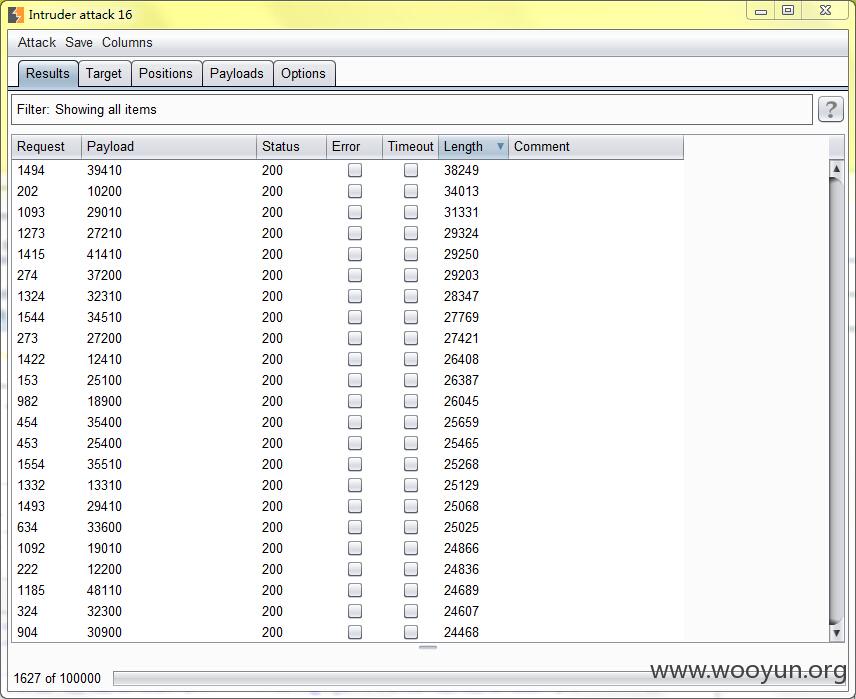 Intruder attack 16
Attack Save Columns
Results Target Positions Payloads Options
Filter: Showing all items
?
Request Payload Status Error Timeout Length Comment
1494 39410 200 38249
202 10200 200 34013
1093 29010 200 31331
1273 27210 200 29324
1415 41410 200 29250
274 37200 200 29203
1324 32310 200 28347
1544 34510 200 27769
273 27200 200 27421
1422 12410 200 26408
153 25100 200 26387
982 18900 200 26045
454 35400 200 25659
453 25400 200 25465
1554 35510 200 25268
1332 13310 200 25129
1493 29410 200 25068
634 33600 200 25025
1092 19010 200 24866
222 12200 200 24836
1185 48110 200 24689
324 32300 200 24607
904 30900 200 24468
1627 of 100000
www.wooyun.org